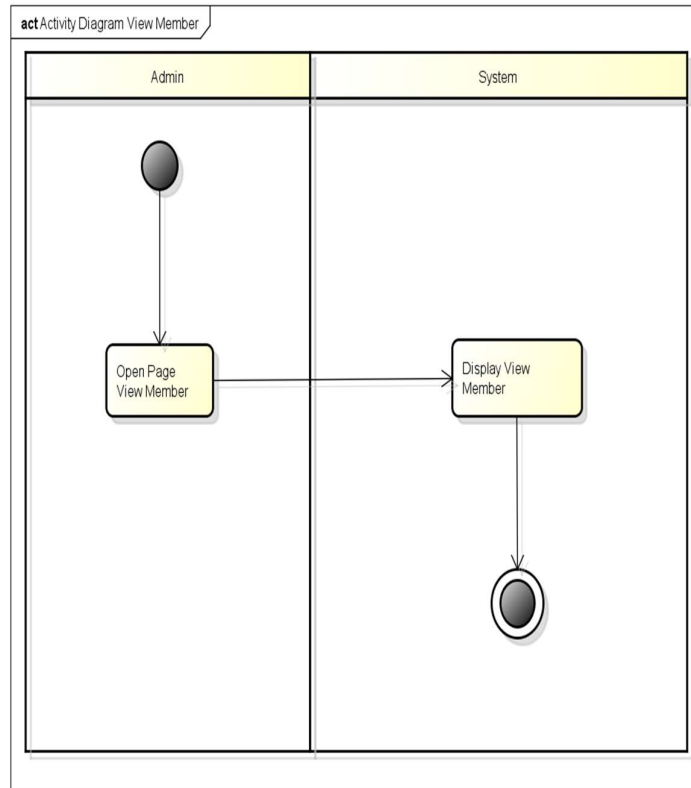 act Activity Diagram View Member
Admin
System
Open Page
View Member
Display View
Member